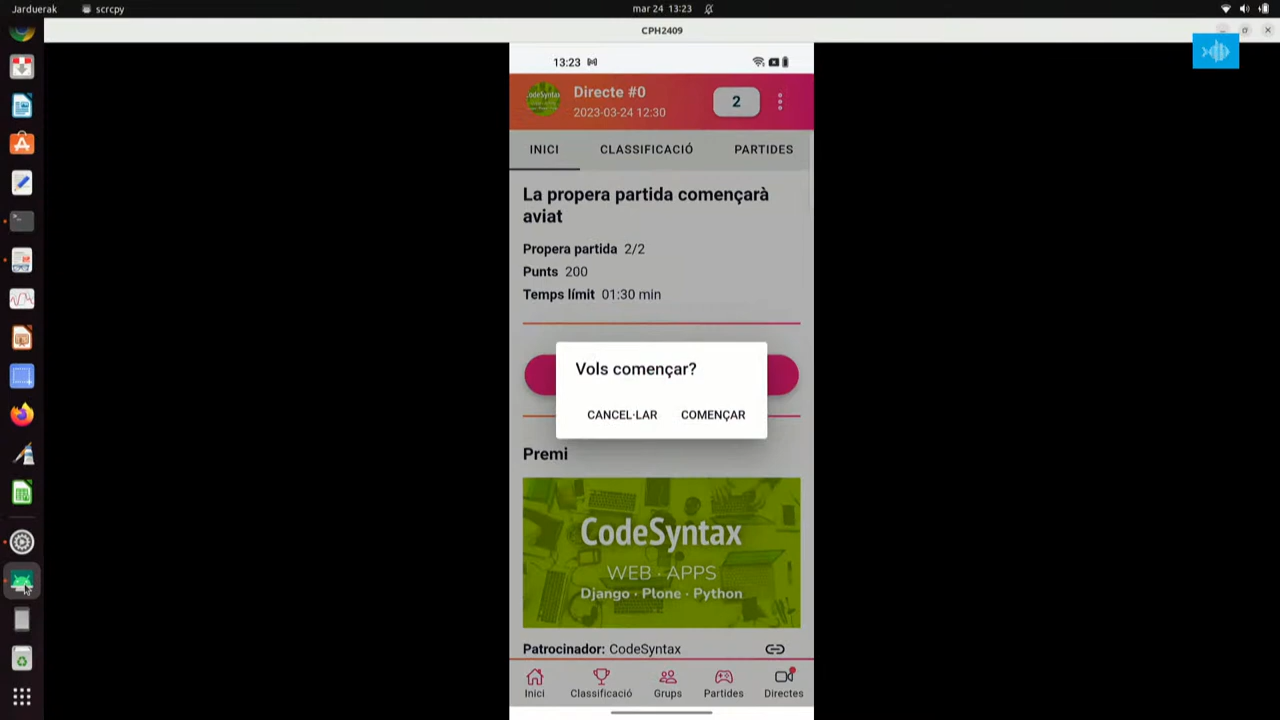 Jarduerak
scrcpy
mar 24 13:23
CPH2409
13:23
Directe #0
2023-03-24 12:30
2
INICI
CLASSIFICACIÓ
PARTIDES
La propera partida començarà
aviat
Propera partida 2/2
Punts 200
Temps límit 01:30 min
Vols començar?
CANCEL·LAR
COMENÇAR
Premi
CodeSyntax
WEB · APPS
Django · Plone · Python
Patrocinador: CodeSyntax
Inici
Classificació
Grups
Partides
Directes